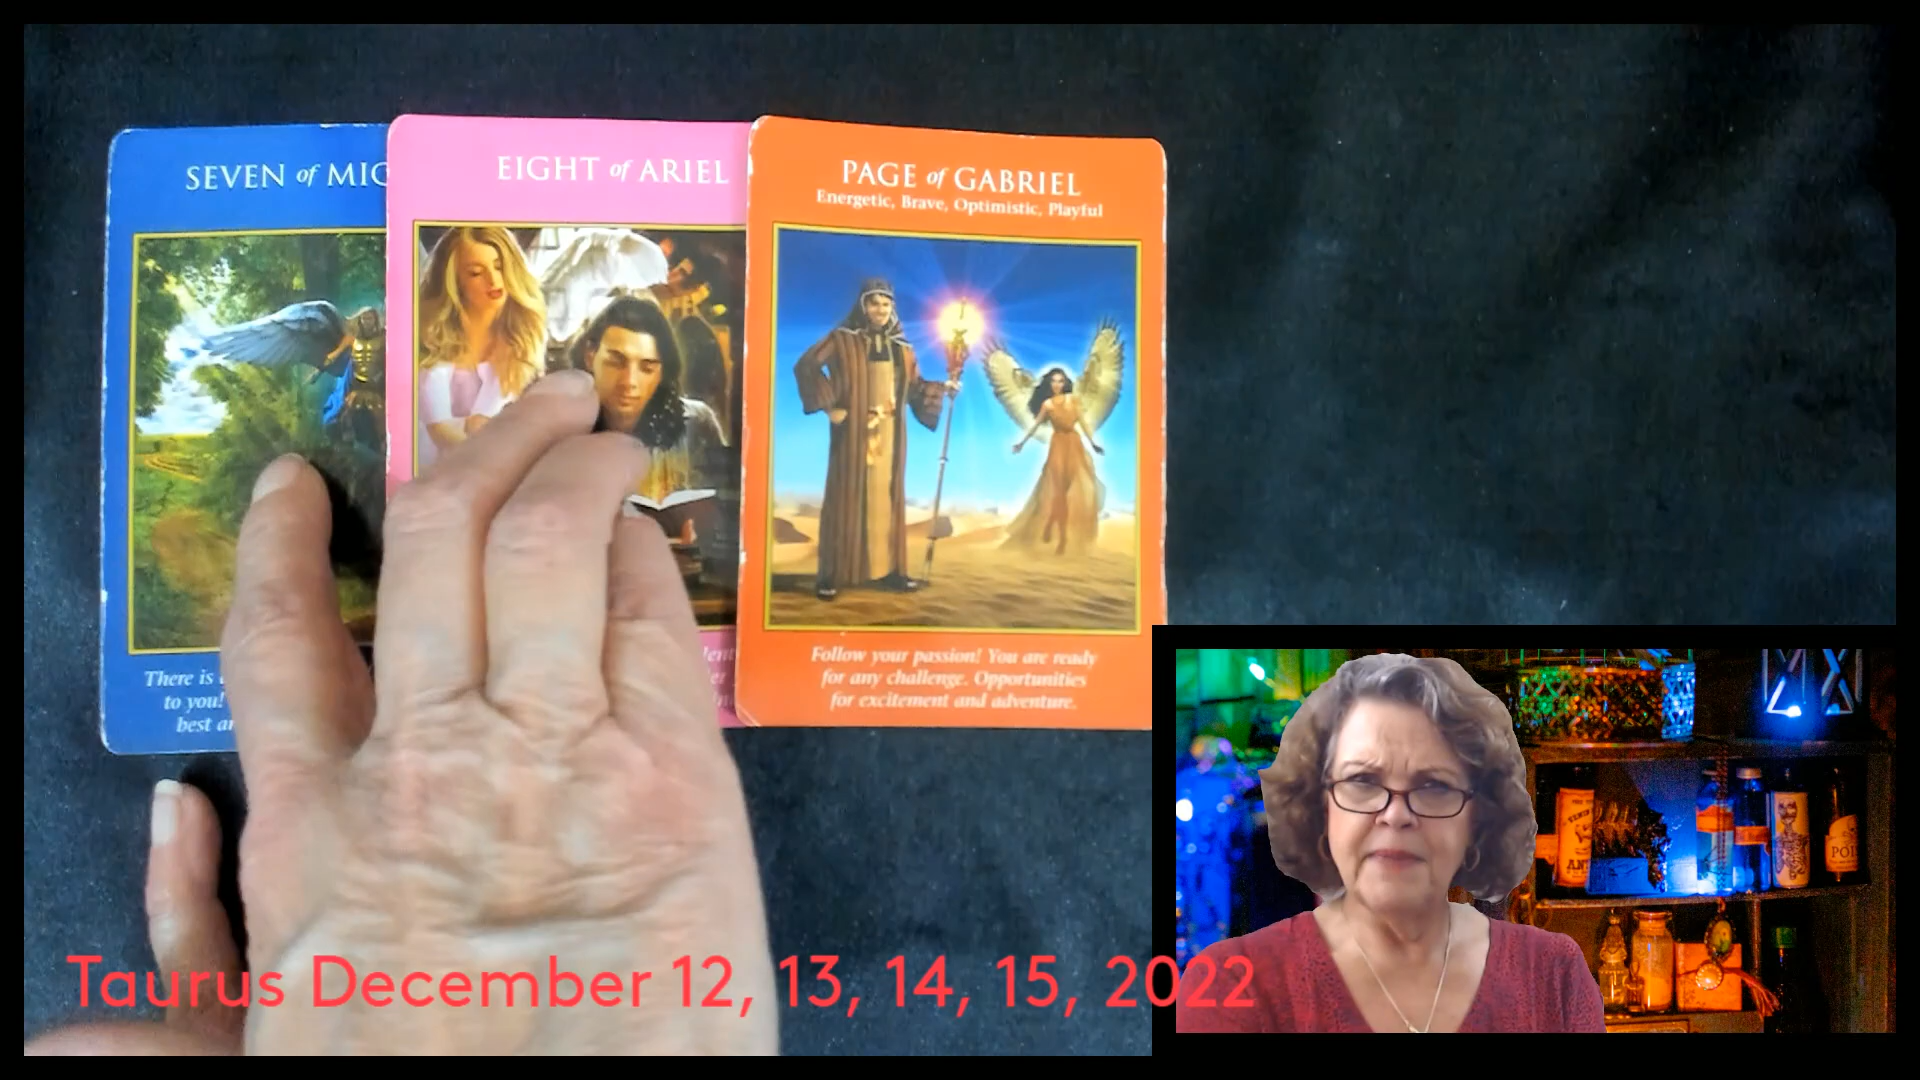 SEVEN of
EIGHT of ARIEL
PAGE of GABRIEL
Energetic, Brave, Optimistic, Playful
There is
to you!
best
Follow your passion! You are ready
for any challenge. Opportunities
for excitement and adventure.
Taurus December 12, 13, 14, 15, 2022